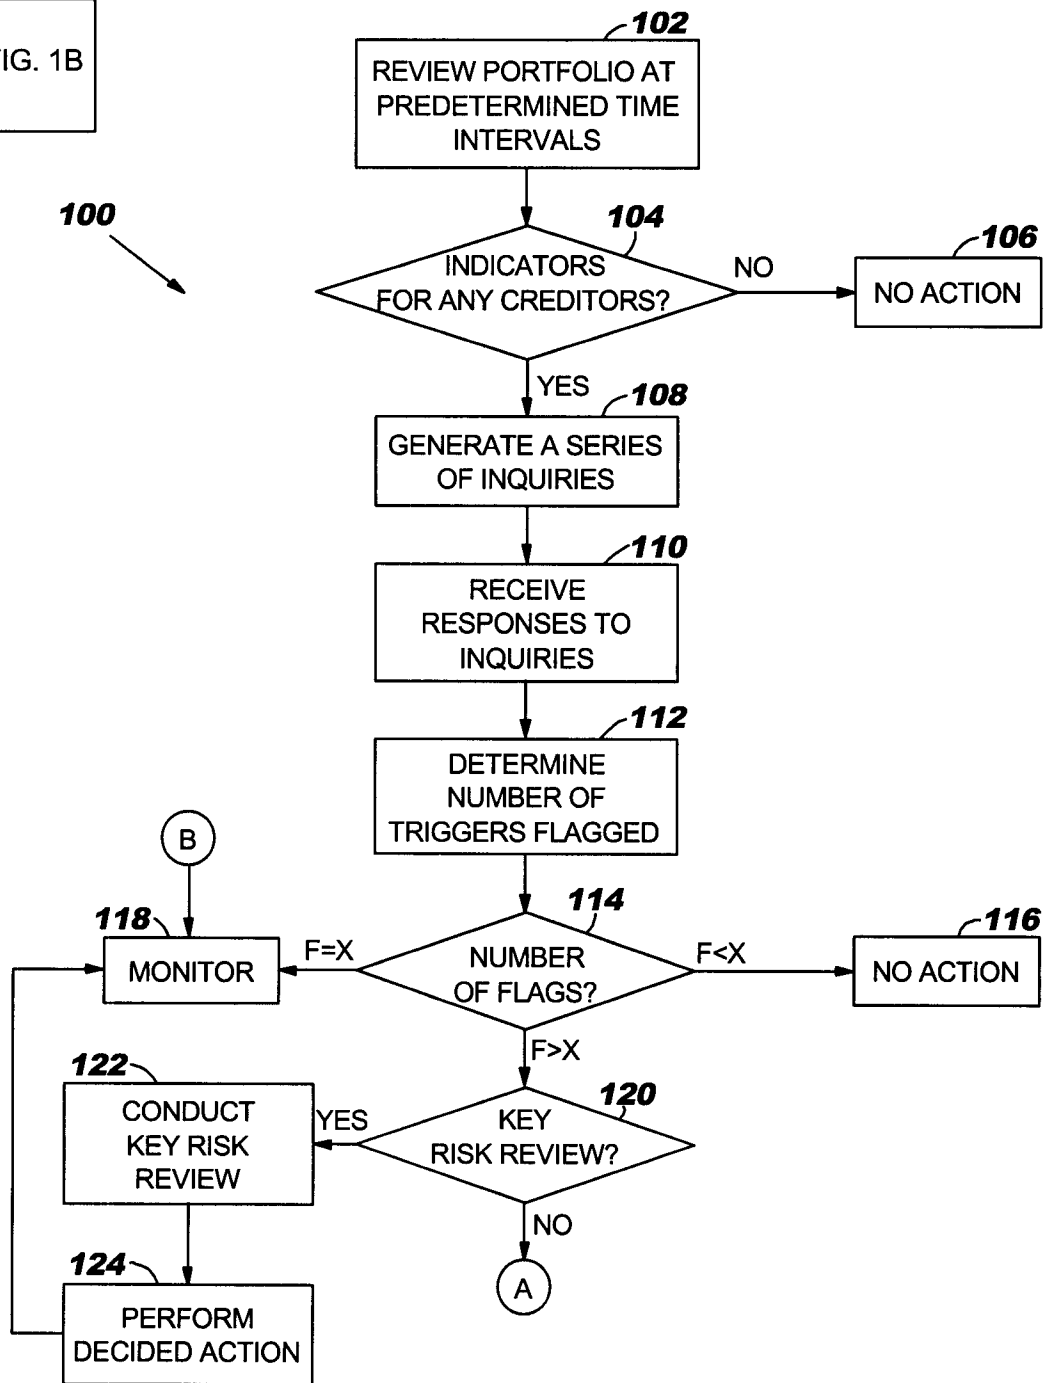 FIG. 1B
102
REVIEW PORTFOLIO AT
PREDETERMINED TIME
INTERVALS
100
104
INDICATORS
FOR ANY CREDITORS?
NO
106
NO ACTION
YES
108
GENERATE A SERIES
OF INQUIRIES
110
RECEIVE
RESPONSES TO
INQUIRIES
112
DETERMINE
NUMBER OF
TRIGGERS FLAGGED
B
118
MONITOR
F=X
114
NUMBER
OF FLAGS?
F<X
116
NO ACTION
F>X
122
CONDUCT
KEY RISK
REVIEW
YES
120
KEY
RISK REVIEW?
NO
A
124
PERFORM
DECIDED ACTION